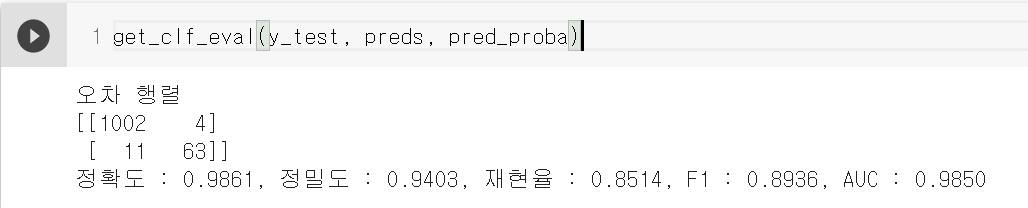 1 get_clf_eval(y_test, preds, pred_proba)
오차 행렬
[[1002    4]
 [  11   63]]
정확도 : 0.9861, 정밀도 : 0.9403, 재현율 : 0.8514, F1 : 0.8936, AUC : 0.9850